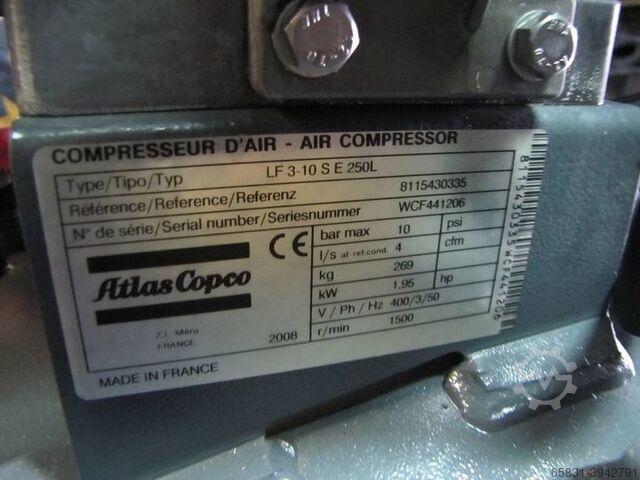 COMPRESSEUR D'AIR - AIR COMPRESSOR
Type/Tipo/Typ LF 3-10 S E 250L
Référence/Reference/Referenz 8115430335
N° de série/Serial number/Seriesnummer WCF441206
bar max 10 psi
l/s at ref.cond. 4 cfm
kg 269
kW 1,95 hp
V / Ph / Hz 400/3/50
r/min 1500
CE
Atlas Copco
Z.I. Méru
FRANCE
2008
MADE IN FRANCE
8115430335WCF441206
65831-3942791